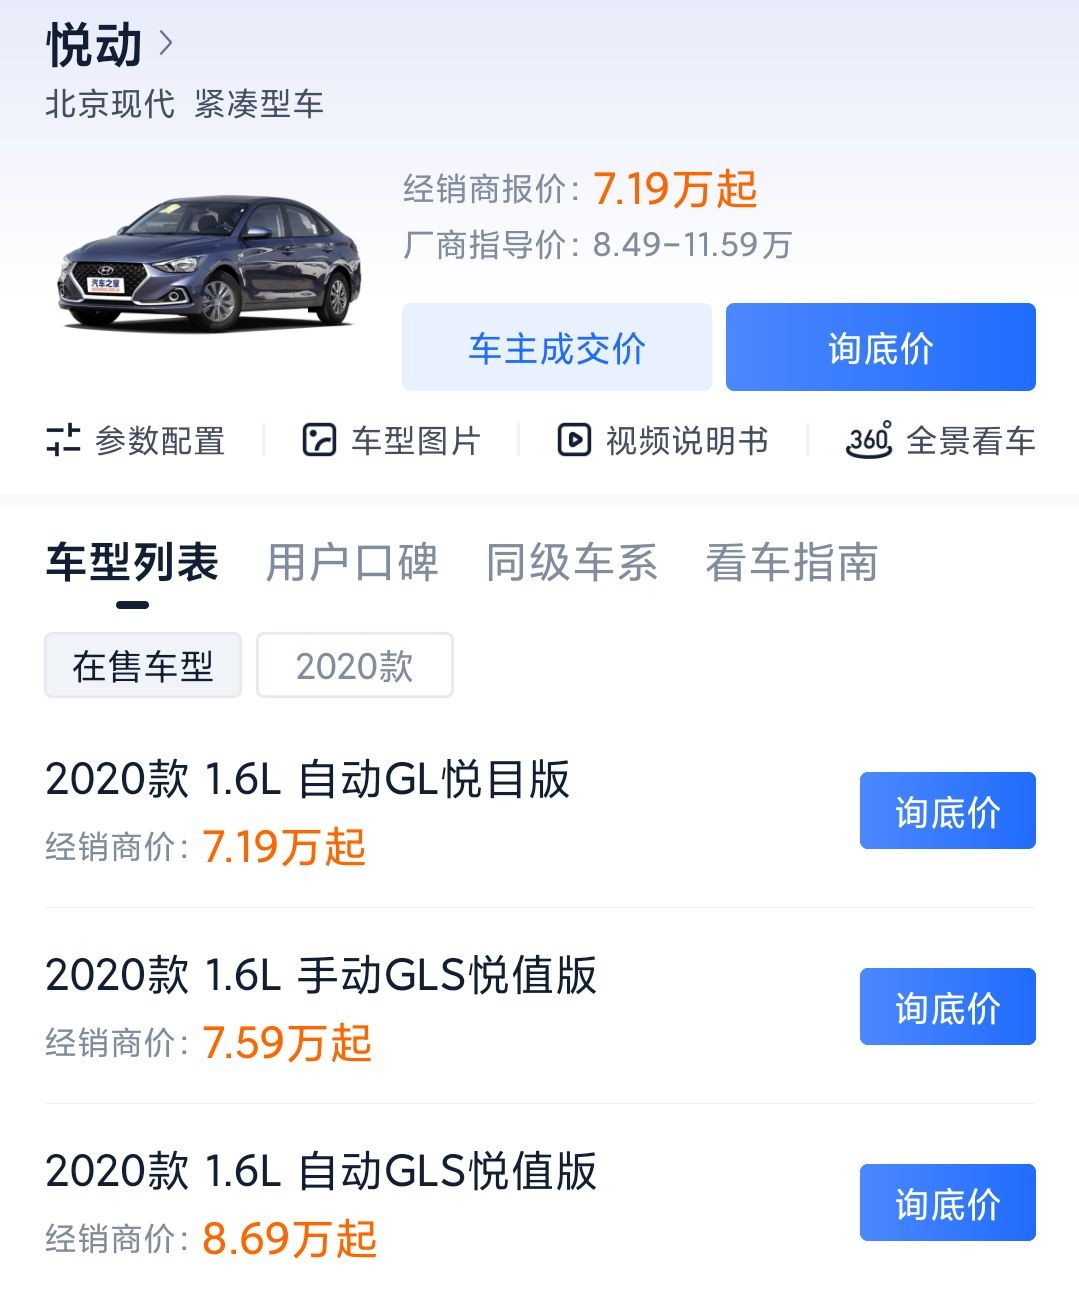 悦动
北京现代 紧凑型车
经销商报价：7.19万起
厂商指导价：8.49-11.59万
汽车之家
车主成交价
询底价
参数配置
车型图片
视频说明书
360° 全景看车
车型列表 用户口碑 同级车系 看车指南
在售车型 2020款
2020款 1.6L 自动GL悦目版
经销商价：7.19万起
询底价
2020款 1.6L 手动GLS悦值版
经销商价：7.59万起
询底价
2020款 1.6L 自动GLS悦值版
经销商价：8.69万起
询底价